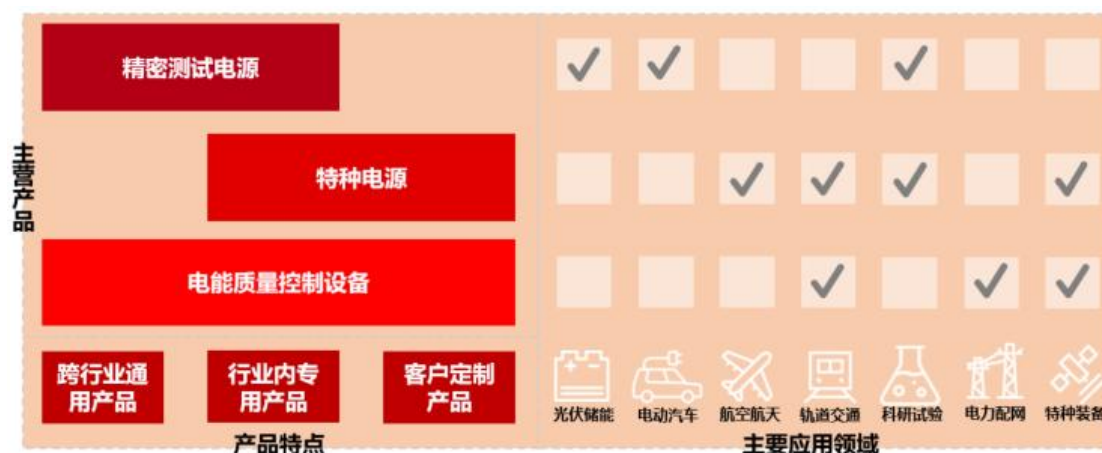 精密测试电源
主营产品
特种电源
电能质量控制设备
跨行业通
用产品
行业内专
用产品
客户定制
产品
光伏储能
电动汽车
航空航天
轨道交通
科研试验
电力配网
特种装备
产品特点
主要应用领域